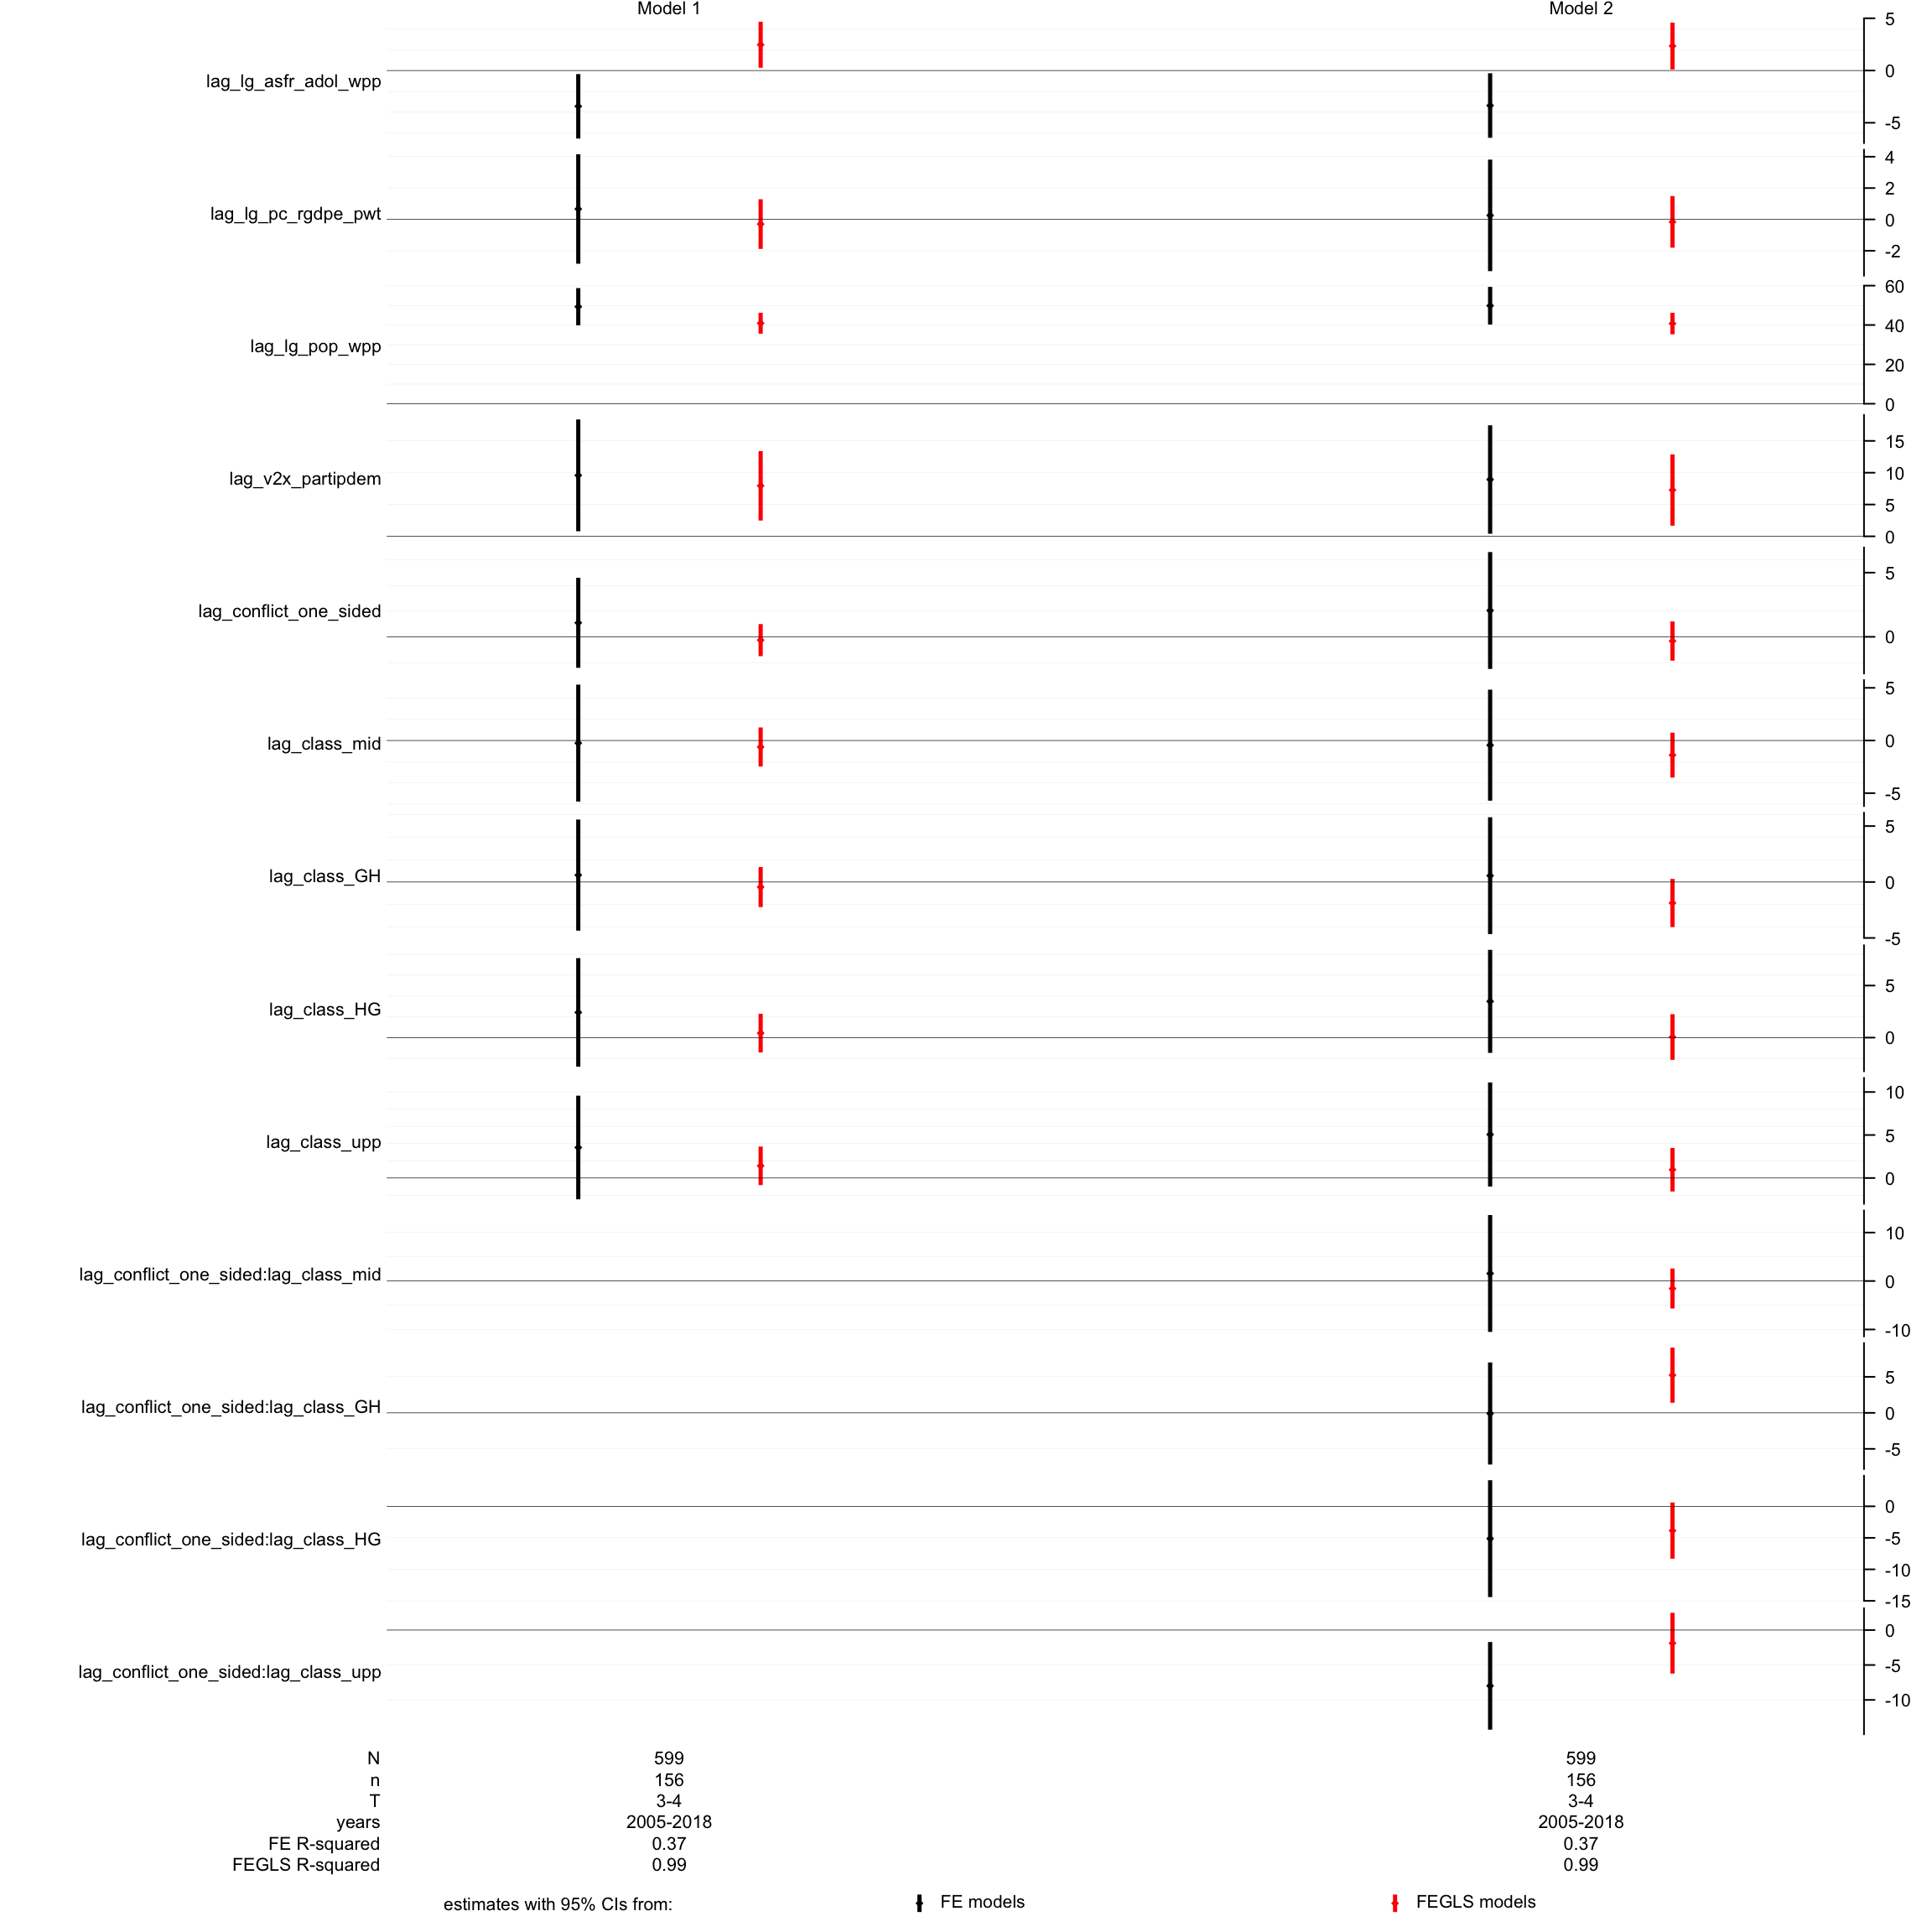 Model 1 Model 2
5
0
-5
lag_lg_asfr_adol_wpp
4
2
0
-2
lag_lg_pc_rgdpe_pwt
60
40
20
0
lag_lg_pop_wpp
15
10
5
0
lag_v2x_partipdem
5
0
lag_conflict_one_sided
5
0
-5
lag_class_mid
5
0
-5
lag_class_GH
5
0
lag_class_HG
10
5
0
lag_class_upp
10
0
-10
lag_conflict_one_sided:lag_class_mid
5
0
-5
lag_conflict_one_sided:lag_class_GH
0
-5
-10
-15
lag_conflict_one_sided:lag_class_HG
0
-5
-10
lag_conflict_one_sided:lag_class_upp
N 599 599
n 156 156
T 3-4 3-4
years 2005-2018 2005-2018
FE R-squared 0.37 0.37
FEGLS R-squared 0.99 0.99
estimates with 95% CIs from: FE models FEGLS models